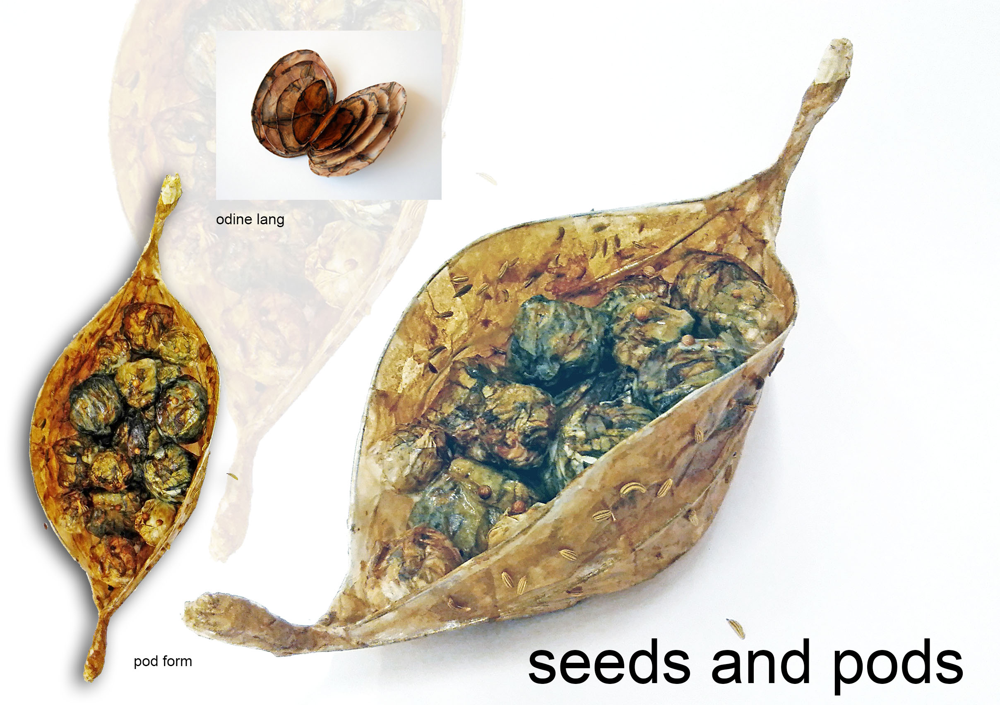 odine lang
pod form
seeds and pods